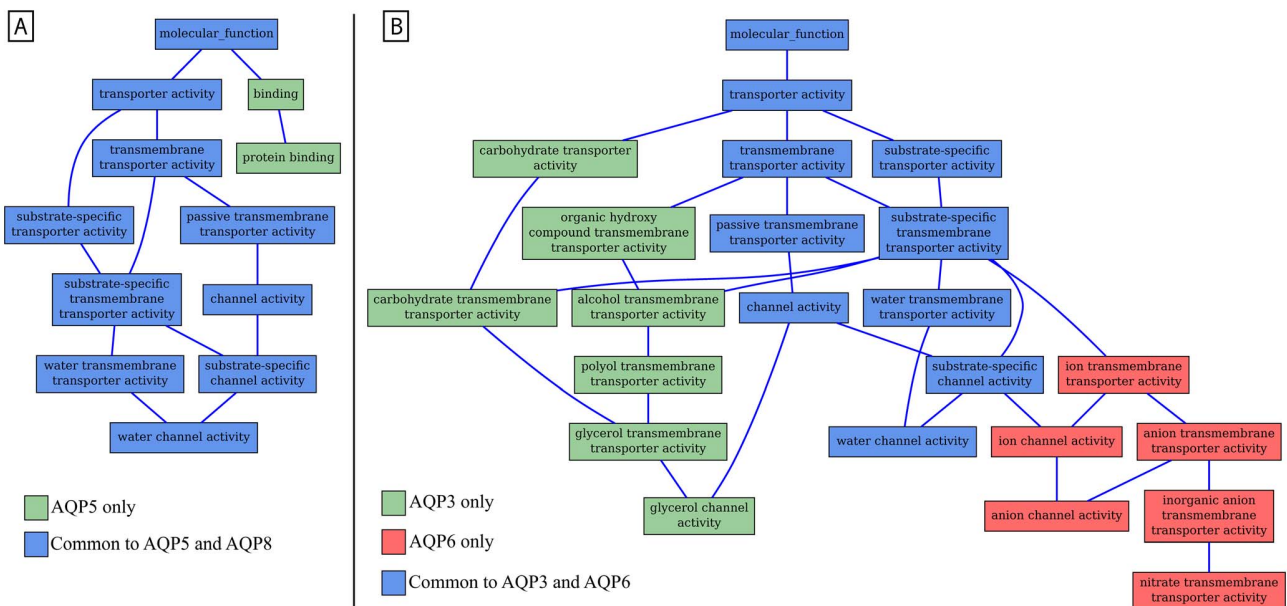 A
molecular_function
transporter activity
binding
transmembrane
transporter activity
protein binding
substrate-specific
transporter activity
passive transmembrane
transporter activity
substrate-specific
transmembrane
transporter activity
channel activity
water transmembrane
transporter activity
substrate-specific
channel activity
water channel activity
AQP5 only
Common to AQP5 and AQP8
B
molecular_function
transporter activity
carbohydrate transporter
activity
transmembrane
transporter activity
substrate-specific
transporter activity
organic hydroxy
compound transmembrane
transporter activity
passive transmembrane
transporter activity
substrate-specific
transmembrane
transporter activity
carbohydrate transmembrane
transporter activity
alcohol transmembrane
transporter activity
channel activity
water transmembrane
transporter activity
polyol transmembrane
transporter activity
substrate-specific
channel activity
ion transmembrane
transporter activity
glycerol transmembrane
transporter activity
water channel activity
ion channel activity
anion transmembrane
transporter activity
glycerol channel
activity
anion channel activity
inorganic anion
transmembrane
transporter activity
nitrate transmembrane
transporter activity
AQP3 only
AQP6 only
Common to AQP3 and AQP6